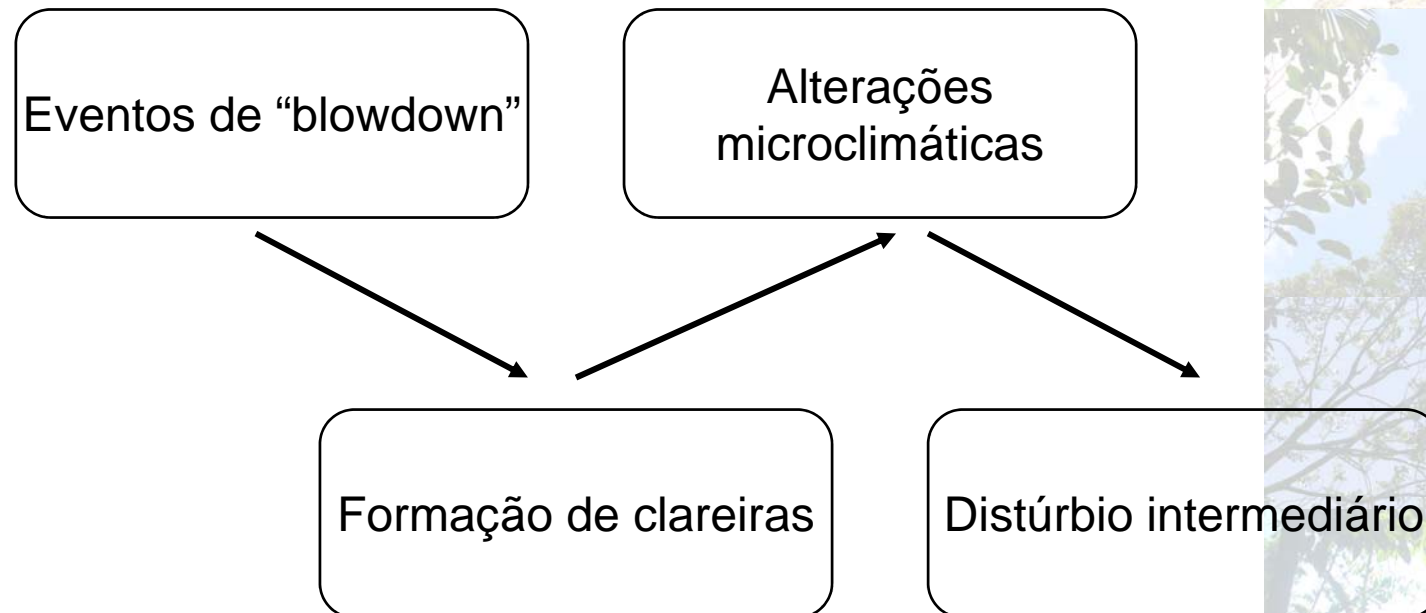 Eventos de “blowdown”
Alterações
microclimáticas
Formação de clareiras
Distúrbio intermediário